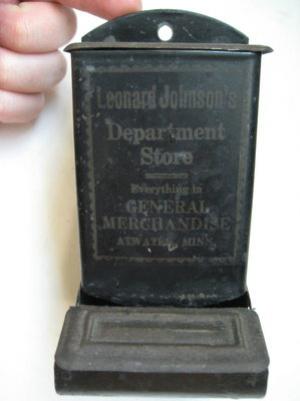 Leonard Johnson's
Department
Store
Everything in
GENERAL
MERCHANDISE
ATWATER, MINN.